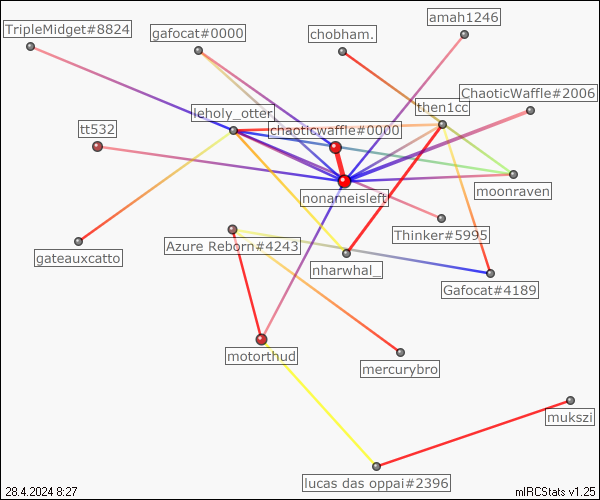 amah1246
TripleMidget#8824
gafocat#0000
chobham.
ChaoticWaffle#2006
then1cc
leholy_otter
chaoticwaffle#0000
tt532
moonraven
nonameisleft
Thinker#5995
Azure Reborn#4243
gateauxcatto
nharwhal_
Gafocat#4189
motorthud
mercurybro
mukszi
lucas das oppai#2396
28.4.2024 8:27
mIRCStats v1.25